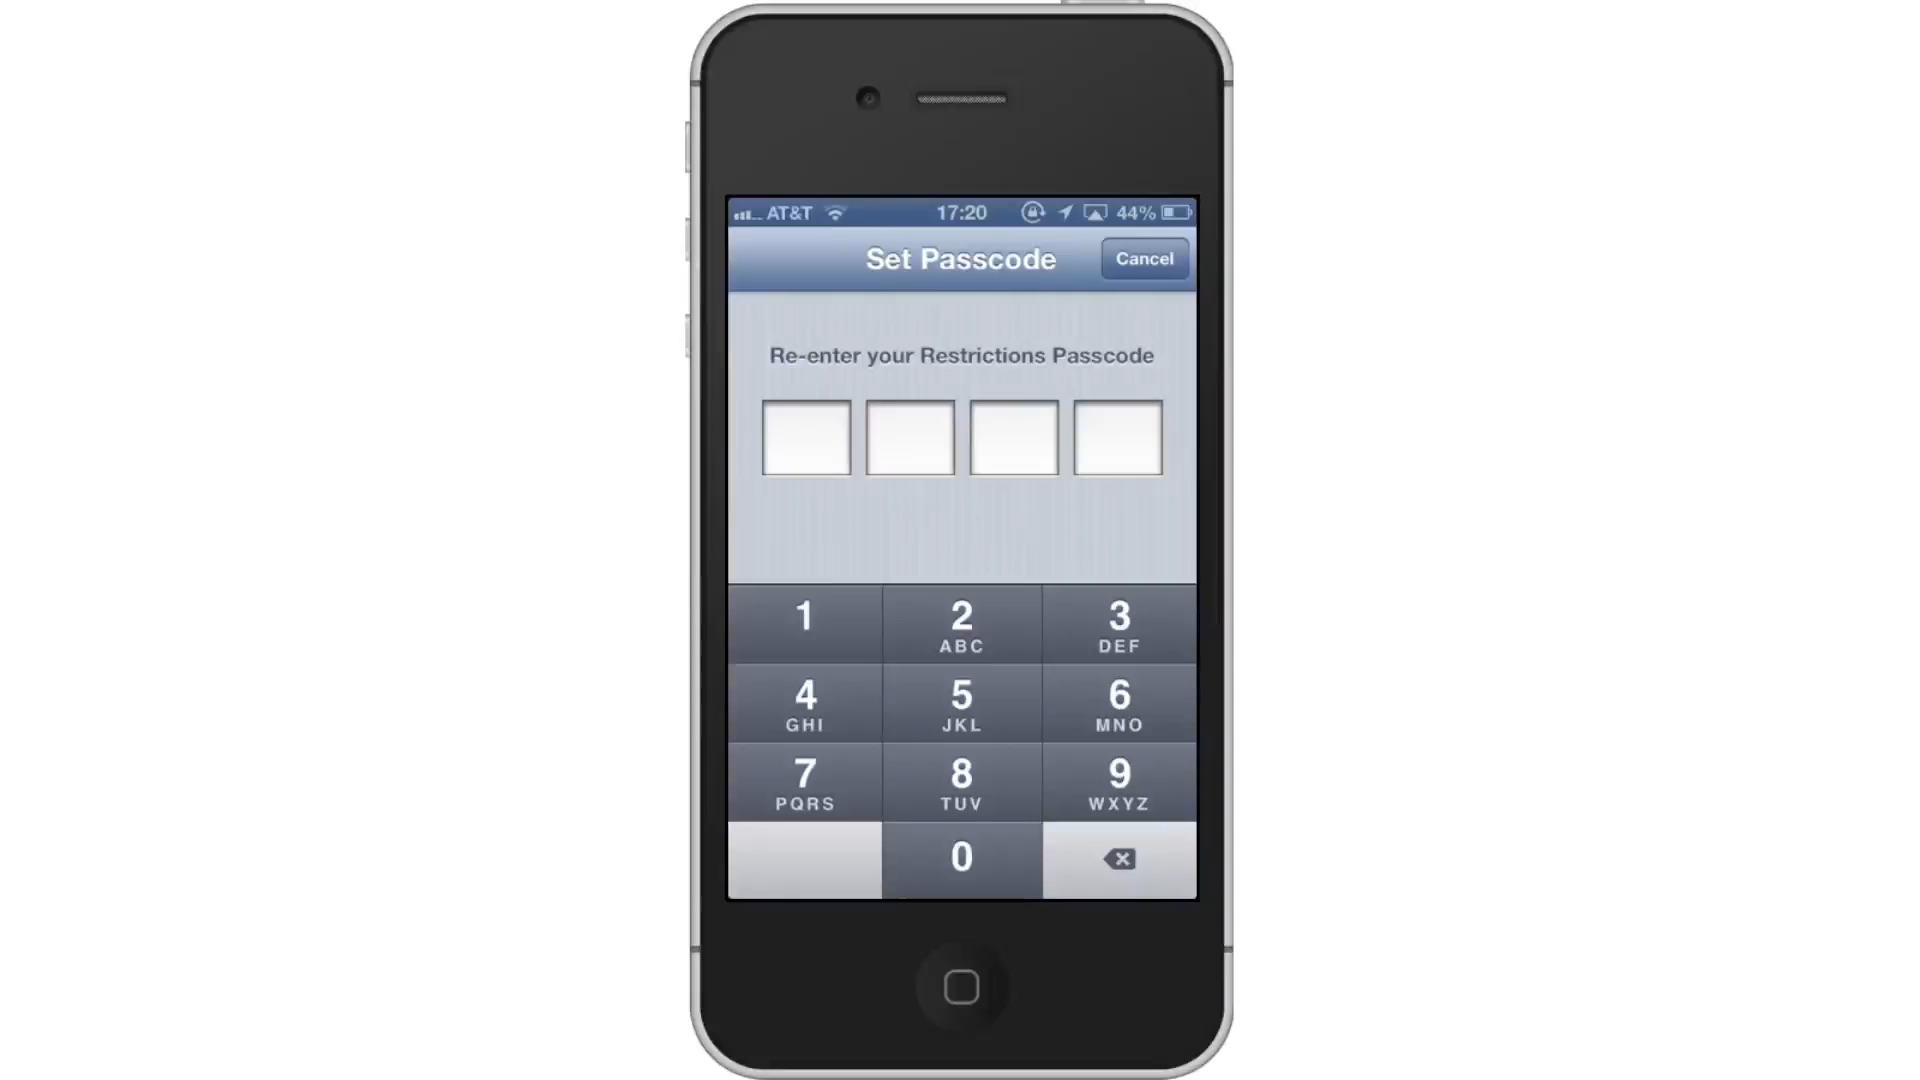 AT&T 17:20 44%
Set Passcode Cancel
Re-enter your Restrictions Passcode
1 2 3
ABC DEF
4 5 6
GHI JKL MNO
7 8 9
PQRS TUV WXYZ
0